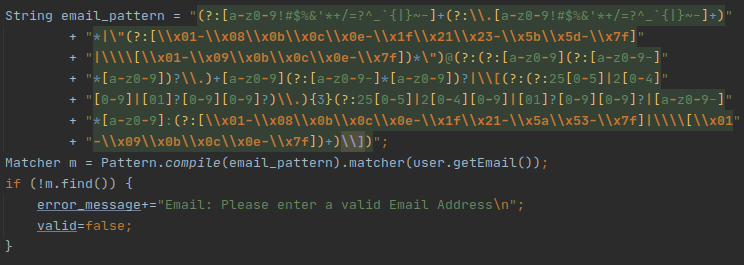 String email_pattern = "(?:[a-z0-9!#$%&'*+/=?^_`{|}~-]+(?:\\.[a-z0-9!#$%&'*+/=?^_`{|}~-]+)"
+ "*|\"(?:[\\x01-\\x08\\x0b\\x0c\\x0e-\\x1f\\x21\\x23-\\x5b\\x5d-\\x7f]"
+ "|\\\\[\\x01-\\x09\\x0b\\x0c\\x0e-\\x7f])*\")@(?:(?:[a-z0-9](?:[a-z0-9-]"
+ "*[a-z0-9])?\\.)+[a-z0-9](?:[a-z0-9-]*[a-z0-9])?|\\[(?:(?:25[0-5]|2[0-4]"
+ "[0-9]|[01]?[0-9][0-9]?)\\.){3}(?:25[0-5]|2[0-4][0-9]|[01]?[0-9][0-9]?|[a-z0-9-]"
+ "*[a-z0-9]:(?:[\\x01-\\x08\\x0b\\x0c\\x0e-\\x1f\\x21-\\x5a\\x53-\\x7f]|\\\\[\\x01"
+ "-\\x09\\x0b\\x0c\\x0e-\\x7f])+)\\])";
Matcher m = Pattern.compile(email_pattern).matcher(user.getEmail());
if (!m.find()) {
error_message+="Email: Please enter a valid Email Address\n";
valid=false;
}